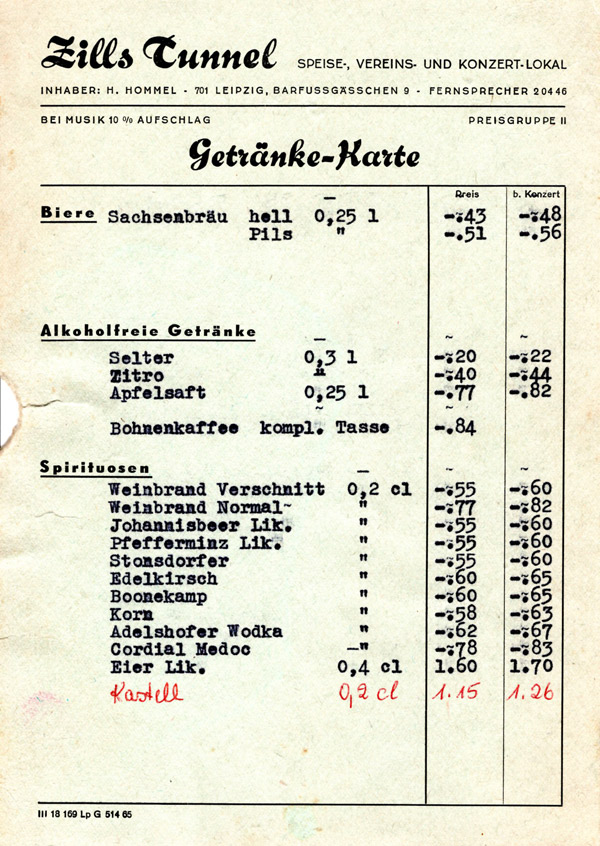 Zills Tunnel SPEISE-, VEREINS- UND KONZERT-LOKAL
INHABER: H. HOMMEL - 701 LEIPZIG, BARFUSSGÄSSCHEN 9 - FERNSPRECHER 20446
BEI MUSIK 10 % AUFSCHLAG PREISGRUPPE II
Getränke-Karte
Preis b. Konzert
Biere Sachsenbräu hell 0,25 l -.43 -.48
Pils " -.51 -.56
Alkoholfreie Getränke
Selter 0,3 l -.20 -.22
Zitro " -.40 -.44
Apfelsaft 0,25 l -.77 -.82
Bohnenkaffee kompl. Tasse -.84
Spirituosen
Weinbrand Verschnitt 0,2 cl -.55 -.60
Weinbrand Normal- " -.77 -.82
Johannisbeer Lik. " -.55 -.60
Pfefferminz Lik. " -.55 -.60
Stonsdorfer " -.55 -.60
Edelkirsch " -.60 -.65
Boonekamp " -.60 -.65
Korn " -.58 -.63
Adelshofer Wodka " -.62 -.67
Cordial Medoc -" -.78 -.83
Eier Lik. 0,4 cl 1.60 1.70
Kastell 0,2 cl 1.15 1.26
III 18 169 Lp G 514 65